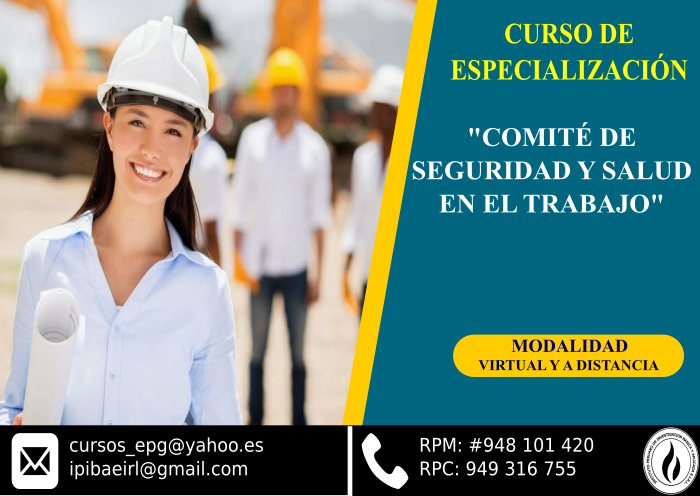 CURSO DE
ESPECIALIZACIÓN
"COMITÉ DE
SEGURIDAD Y SALUD
EN EL TRABAJO"
MODALIDAD
VIRTUAL Y A DISTANCIA
cursos_epg@yahoo.es
ipibaeirl@gmail.com
RPM: #948 101 420
RPC: 949 316 755